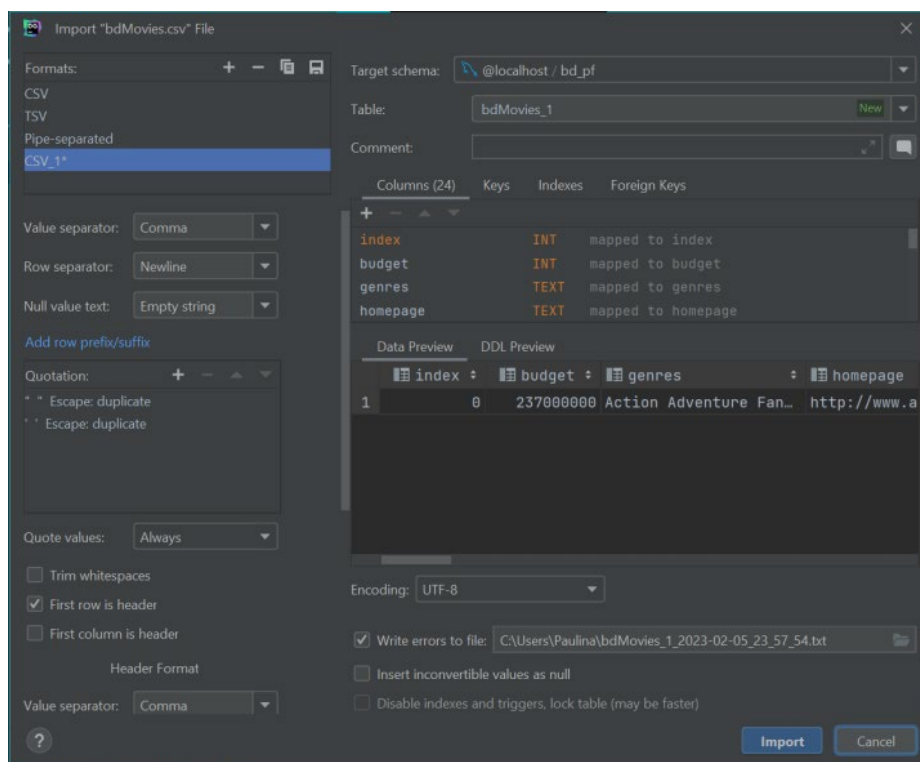 Import "bdMovies.csv" File
Formats:
CSV
TSV
Pipe-separated
CSV_1*
Value separator: Comma
Row separator: Newline
Null value text: Empty string
Add row prefix/suffix
Quotation:
" " Escape: duplicate
' ' Escape: duplicate
Quote values: Always
Trim whitespaces
First row is header
First column is header
Header Format
Value separator: Comma
?
Target schema: @localhost / bd_pf
Table: bdMovies_1 New
Comment:
Columns (24) Keys Indexes Foreign Keys
index INT mapped to index
budget INT mapped to budget
genres TEXT mapped to genres
homepage TEXT mapped to homepage
Data Preview DDL Preview
index budget genres homepage
1 0 237000000 Action Adventure Fan… http://www.a
Encoding: UTF-8
Write errors to file: C:\Users\Paulina\bdMovies_1_2023-02-05_23_57_54.txt
Insert inconvertible values as null
Disable indexes and triggers, lock table (may be faster)
Import Cancel